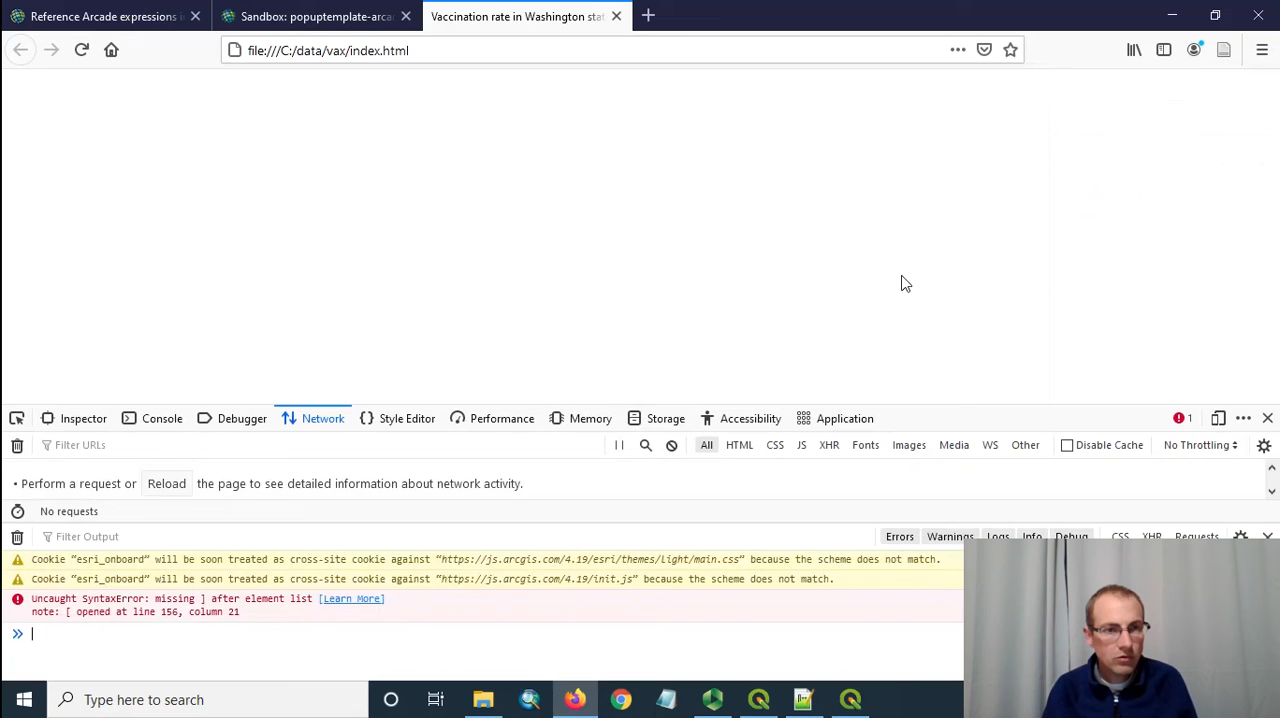 Reference Arcade expressions i
Sandbox: popuptemplate-arca
Vaccination rate in Washington stat
file:///C:/data/vax/index.html
Inspector Console Debugger Network Style Editor Performance Memory Storage Accessibility Application 1
Filter URLs All HTML CSS JS XHR Fonts Images Media WS Other Disable Cache No Throttling
• Perform a request or Reload the page to see detailed information about network activity.
No requests
Filter Output Errors Warnings Logs Info Debug CSS XHR Requests
Cookie “esri_onboard” will be soon treated as cross-site cookie against “https://js.arcgis.com/4.19/esri/themes/light/main.css” because the scheme does not match.
Cookie “esri_onboard” will be soon treated as cross-site cookie against “https://js.arcgis.com/4.19/init.js” because the scheme does not match.
Uncaught SyntaxError: missing ] after element list [Learn More]
note: [ opened at line 156, column 21
»
Type here to search